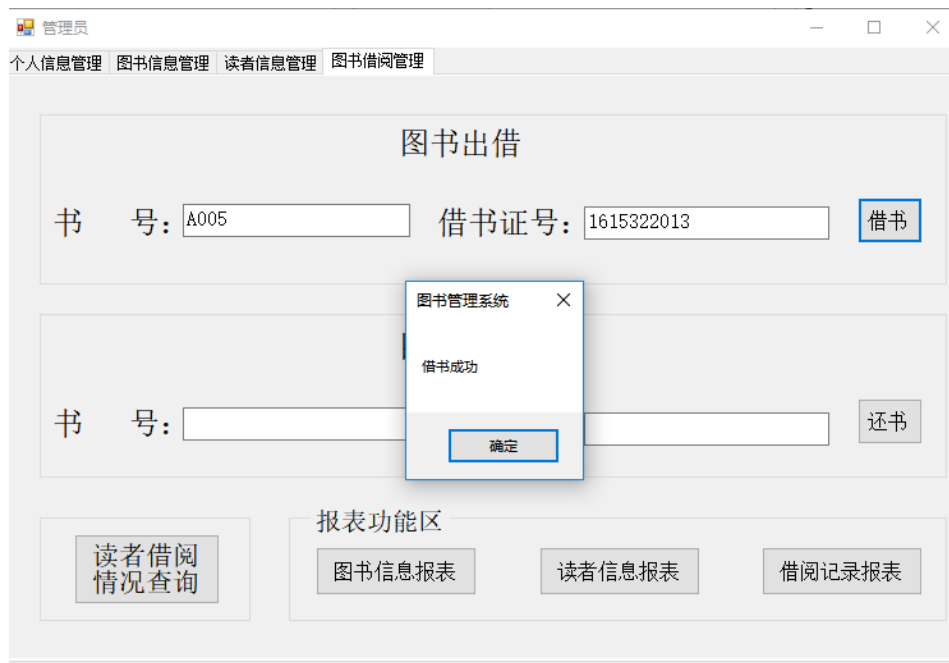 管理员
个人信息管理 图书信息管理 读者信息管理 图书借阅管理
图书出借
书 号: A005 借书证号: 1615322013 借书
图书管理系统
借书成功
书 号: 还书
确定
报表功能区
读者借阅
情况查询
图书信息报表 读者信息报表 借阅记录报表